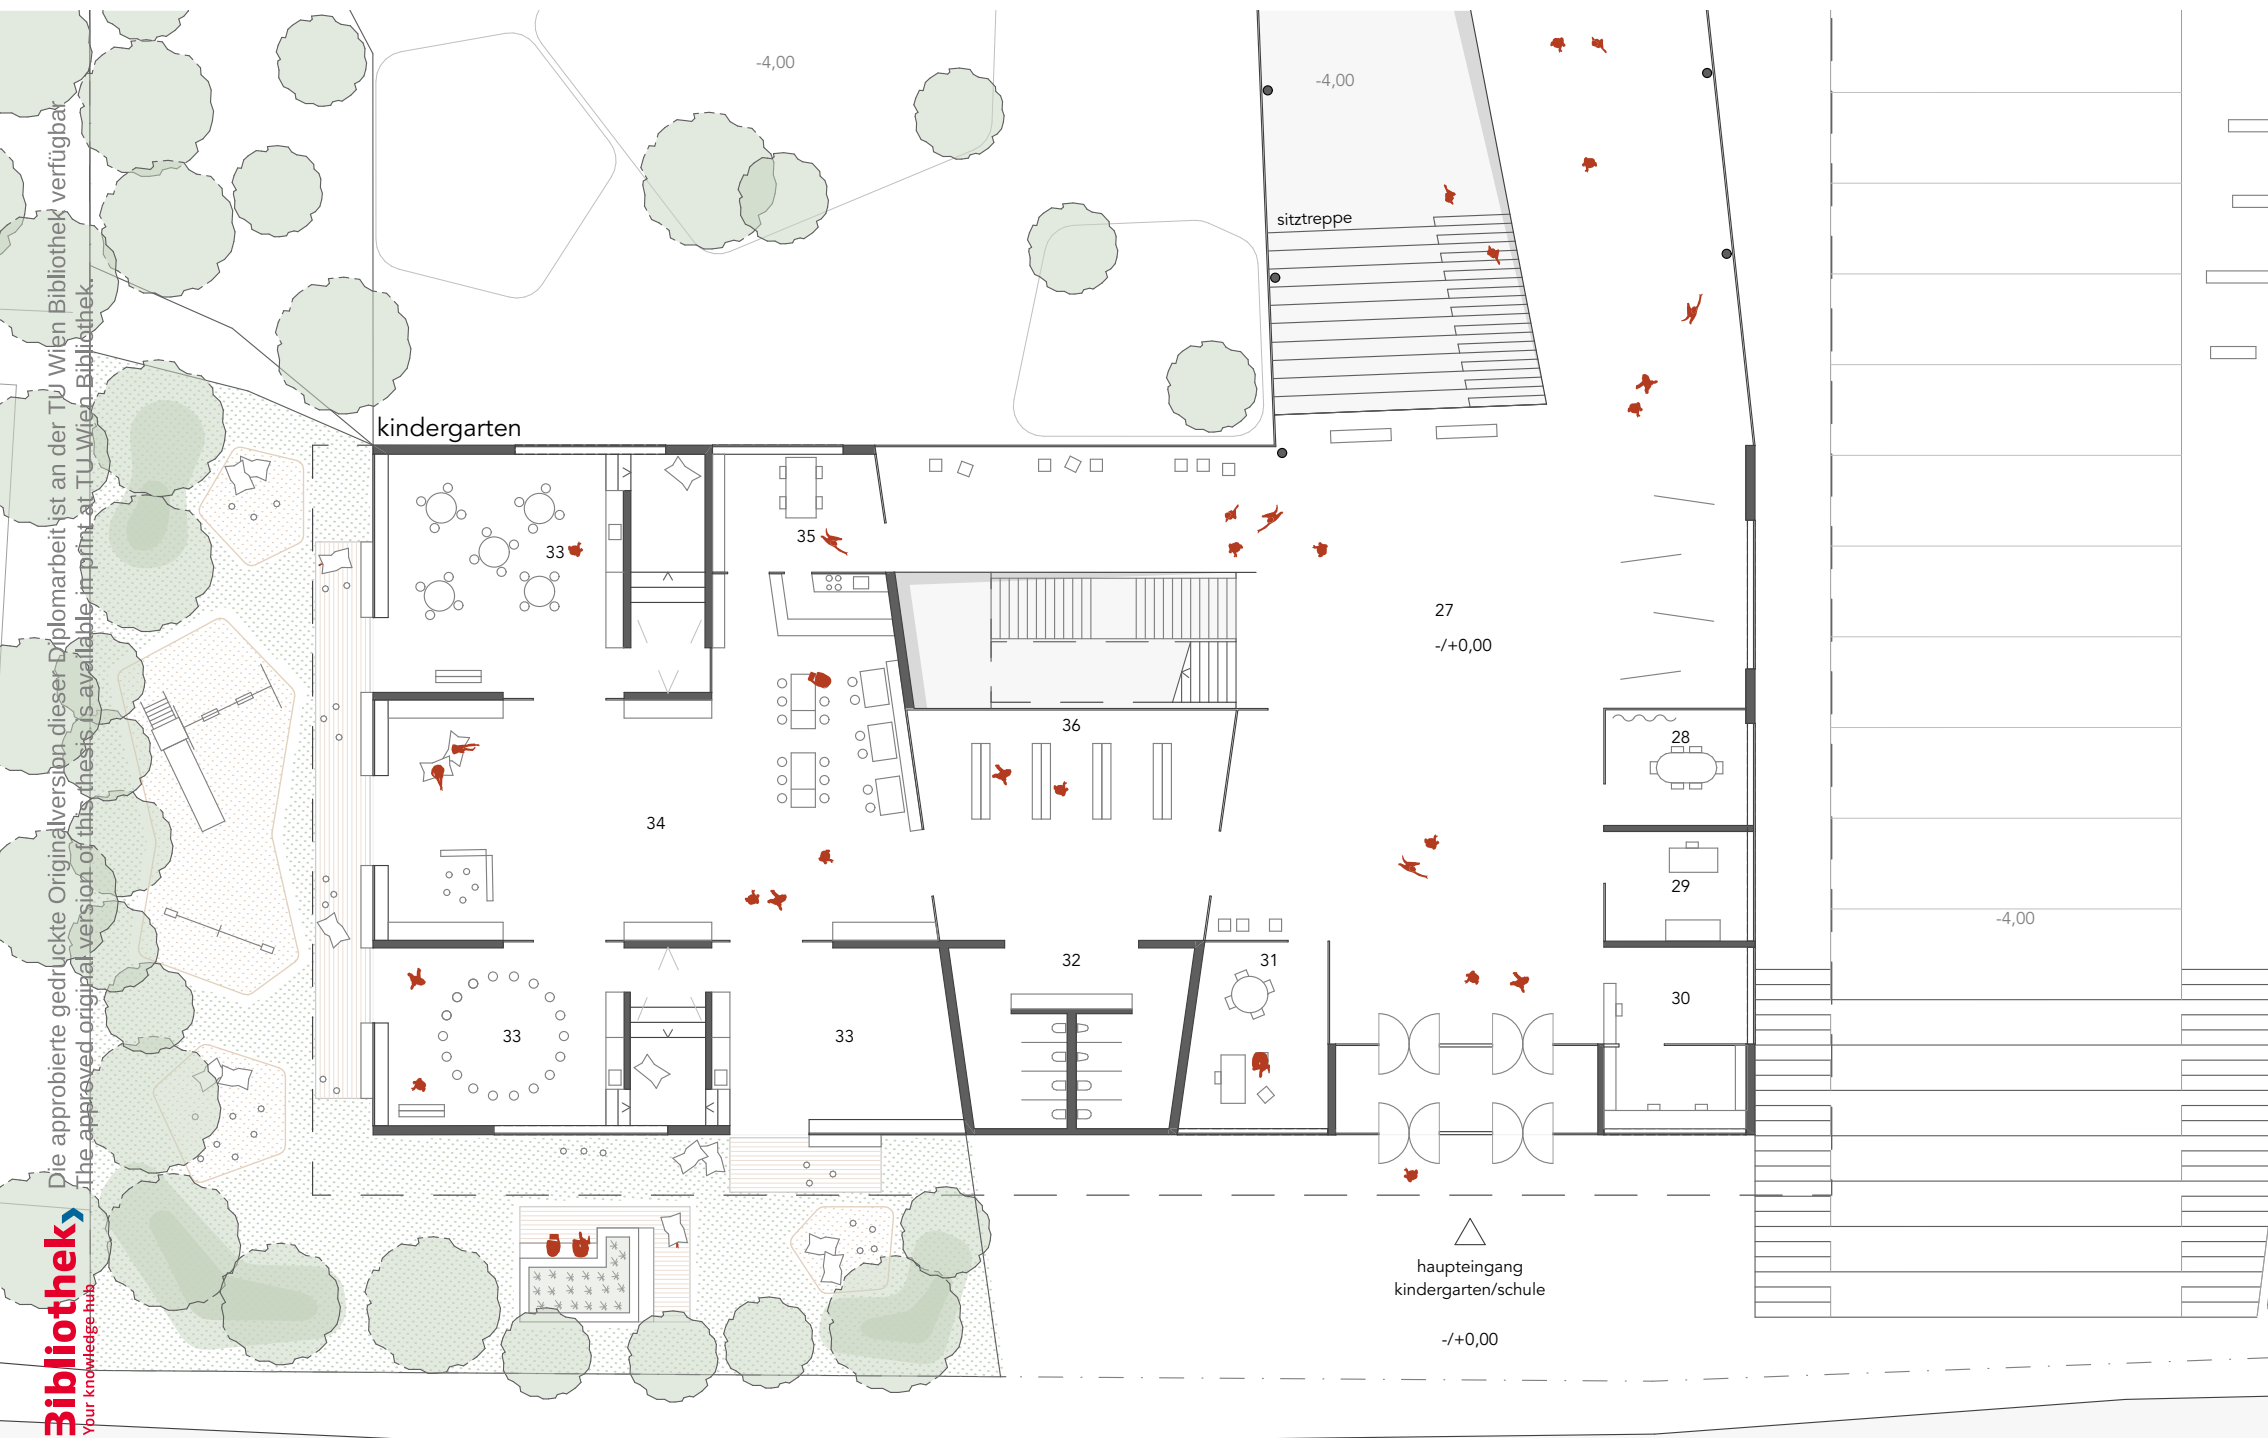 -4,00
-4,00
sitztreppe
kindergarten
33
35
27
-/+0,00
36
28
34
29
-4,00
32
31
30
33
33
haupteingang
kindergarten/schule
-/+0,00
Die approbierte gedruckte Originalversion dieser Diplomarbeit ist an der TU Wien Bibliothek verfügbar
The approved original version of this thesis is available in print at TU Wien Bibliothek.
Bibliothek
Your knowledge hub